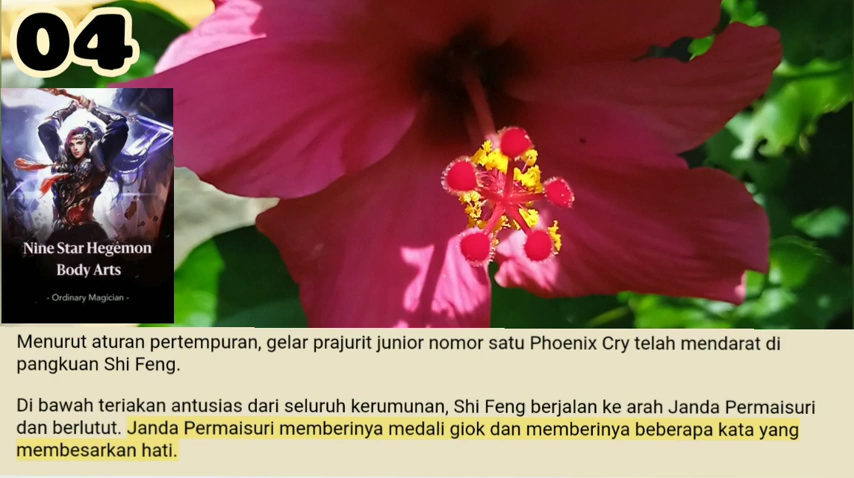 04
Nine Star Hegemon
Body Arts
- Ordinary Magician -
Menurut aturan pertempuran, gelar prajurit junior nomor satu Phoenix Cry telah mendarat di
pangkuan Shi Feng.
Di bawah teriakan antusias dari seluruh kerumunan, Shi Feng berjalan ke arah Janda Permaisuri
dan berlutut. Janda Permaisuri memberinya medali giok dan memberinya beberapa kata yang
membesarkan hati.